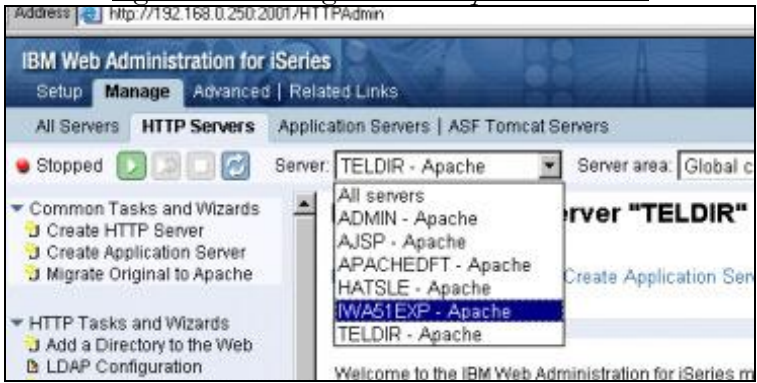 Address http://192.168.0.250:2001/HTTPAdmin
IBM Web Administration for iSeries
Setup Manage Advanced | Related Links
All Servers HTTP Servers Application Servers | ASF Tomcat Servers
Stopped Server: TELDIR - Apache Server area: Global c
All servers
ADMIN - Apache
AJSP - Apache
APACHEDFT - Apache
HATSLE - Apache
IWA51EXP - Apache
TELDIR - Apache
rver "TELDIR"
Create Application Ser
Common Tasks and Wizards
Create HTTP Server
Create Application Server
Migrate Original to Apache
HTTP Tasks and Wizards
Add a Directory to the Web
LDAP Configuration
Welcome to the IBM Web Administration for iSeries m